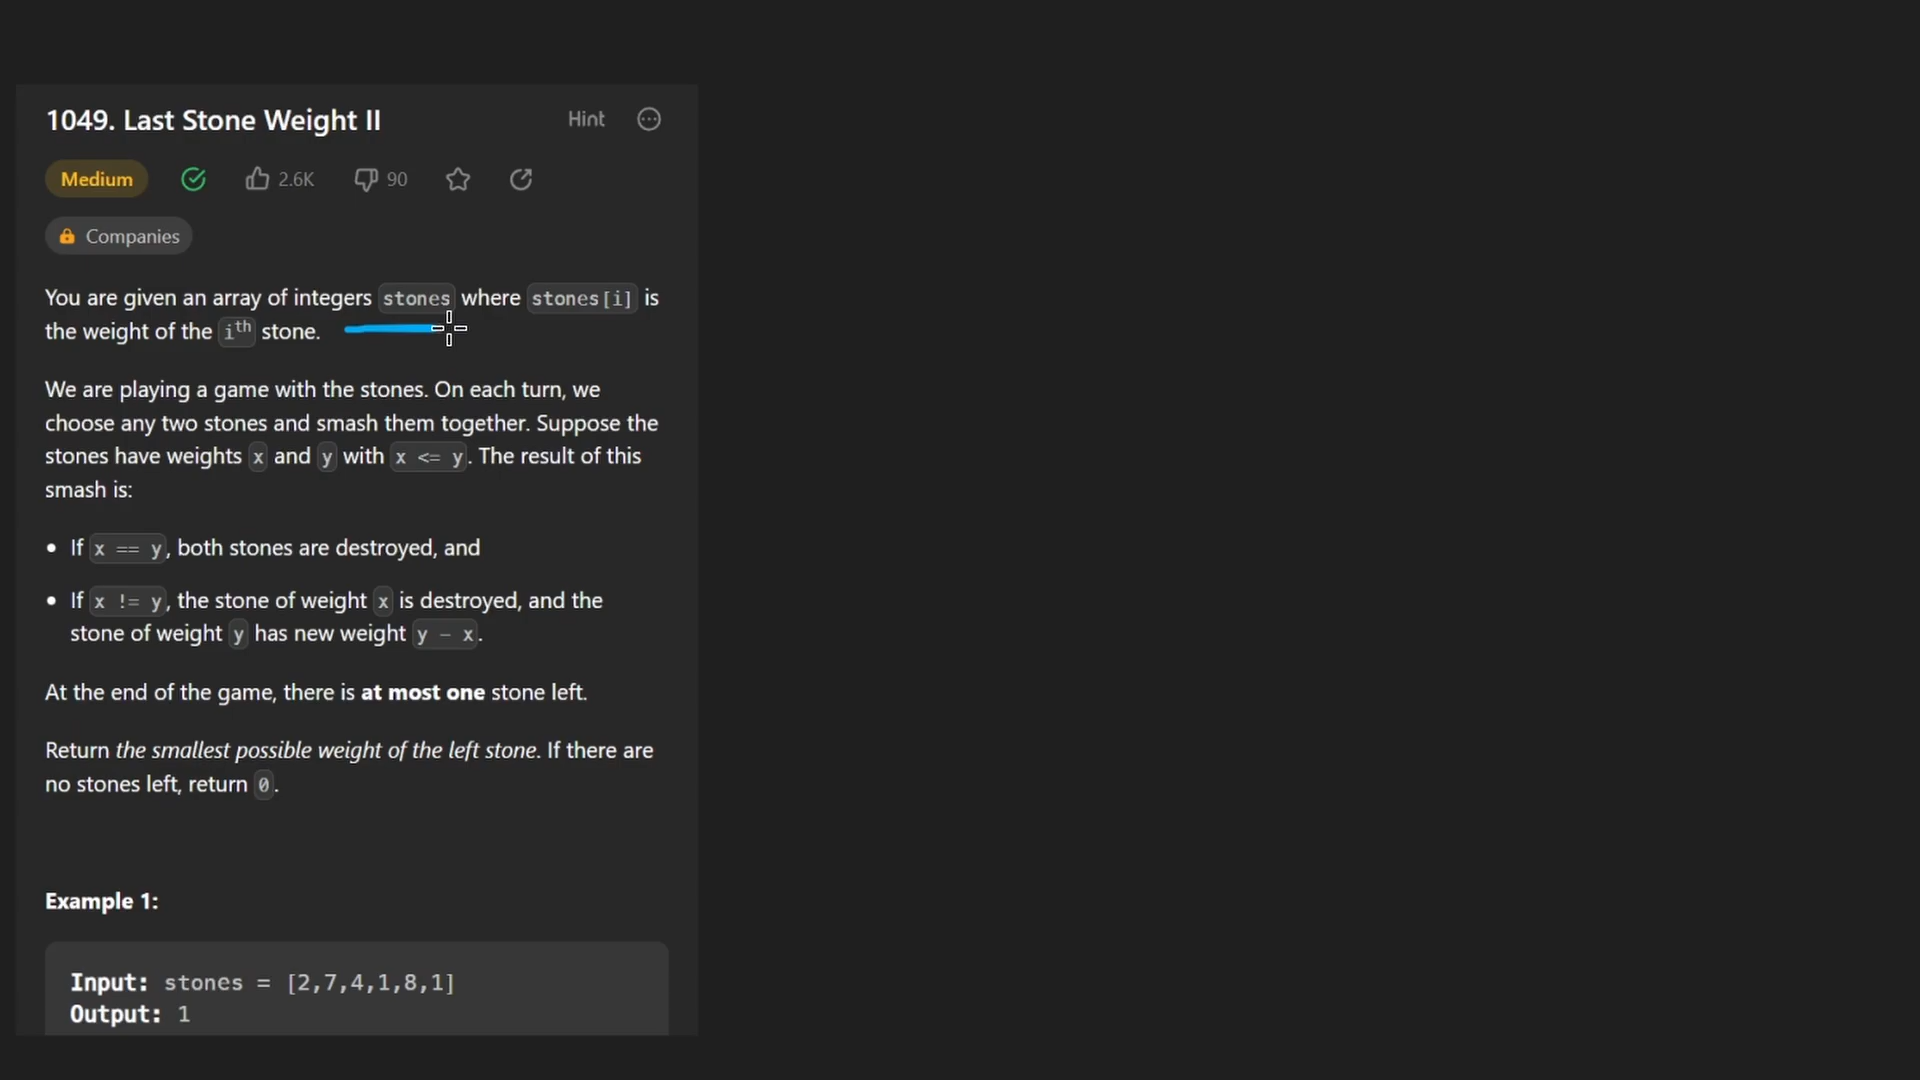 1049. Last Stone Weight II
Hint
Medium
2.6K
90
Companies
You are given an array of integers stones where stones[i] is
the weight of the ith stone.
We are playing a game with the stones. On each turn, we
choose any two stones and smash them together. Suppose the
stones have weights x and y with x <= y. The result of this
smash is:
• If x == y, both stones are destroyed, and
• If x != y, the stone of weight x is destroyed, and the
stone of weight y has new weight y - x.
At the end of the game, there is at most one stone left.
Return the smallest possible weight of the left stone. If there are
no stones left, return 0.
Example 1:
Input: stones = [2,7,4,1,8,1]
Output: 1